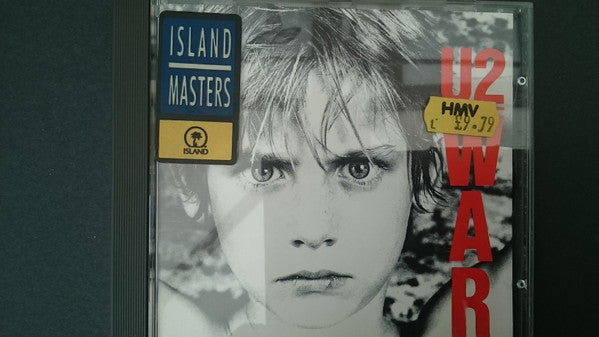 ISLAND
MASTERS
ISLAND
U2
HMV
£9.79
WAR